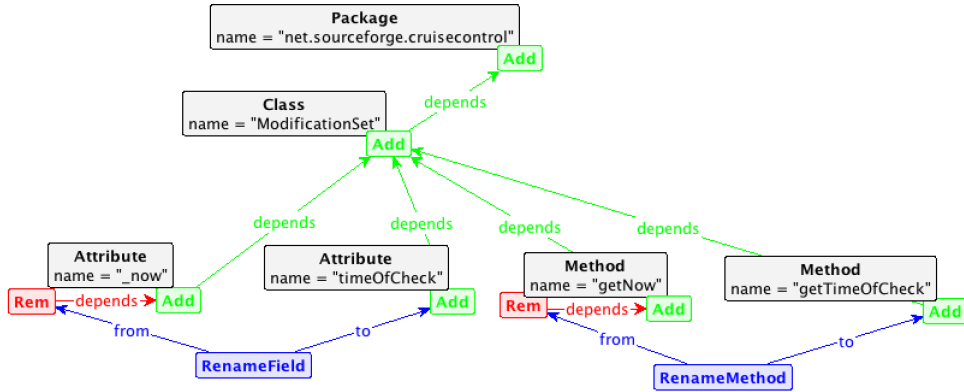 Package
name = "net.sourceforge.cruisecontrol"
Add
depends
Class
name = "ModificationSet"
Add
depends
depends
depends
depends
Attribute
name = "_now"
Rem
depends
Add
Attribute
name = "timeOfCheck"
Add
Method
name = "getNow"
Rem
depends
Add
Method
name = "getTimeOfCheck"
Add
from
to
RenameField
from
to
RenameMethod